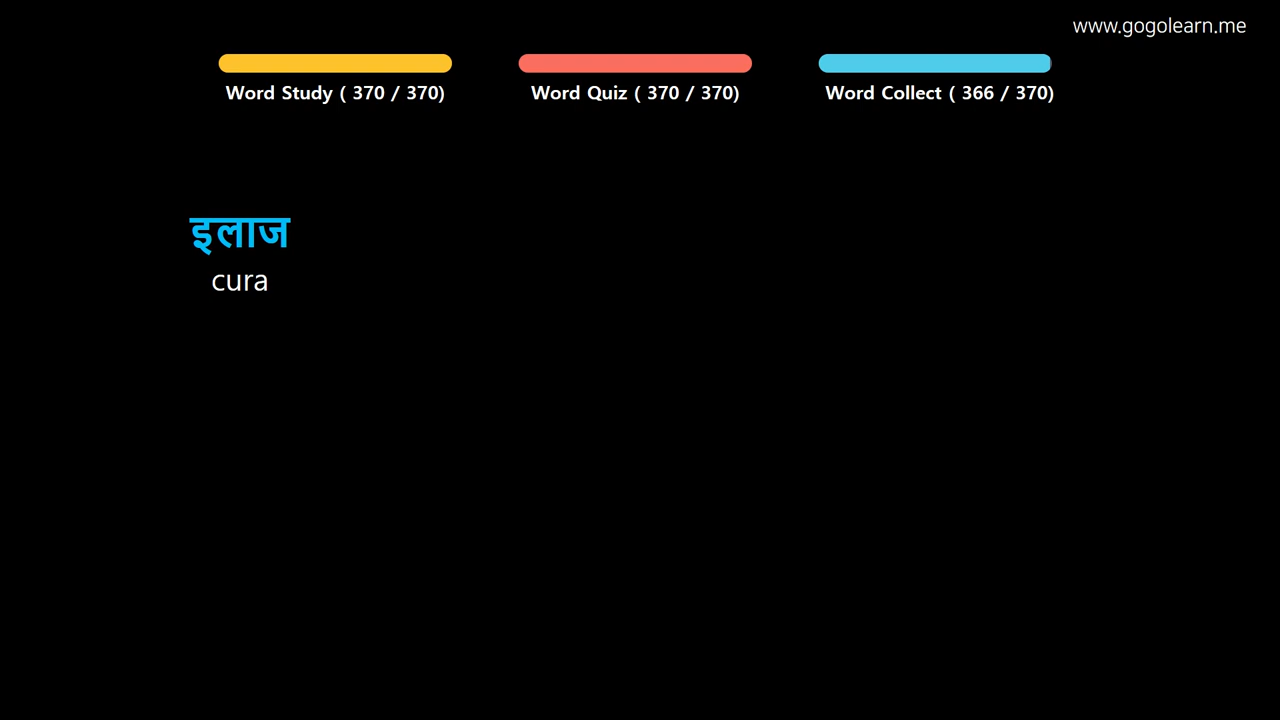 www.gogolearn.me
Word Study ( 370 / 370)
Word Quiz ( 370 / 370)
Word Collect ( 366 / 370)
इलाज
cura